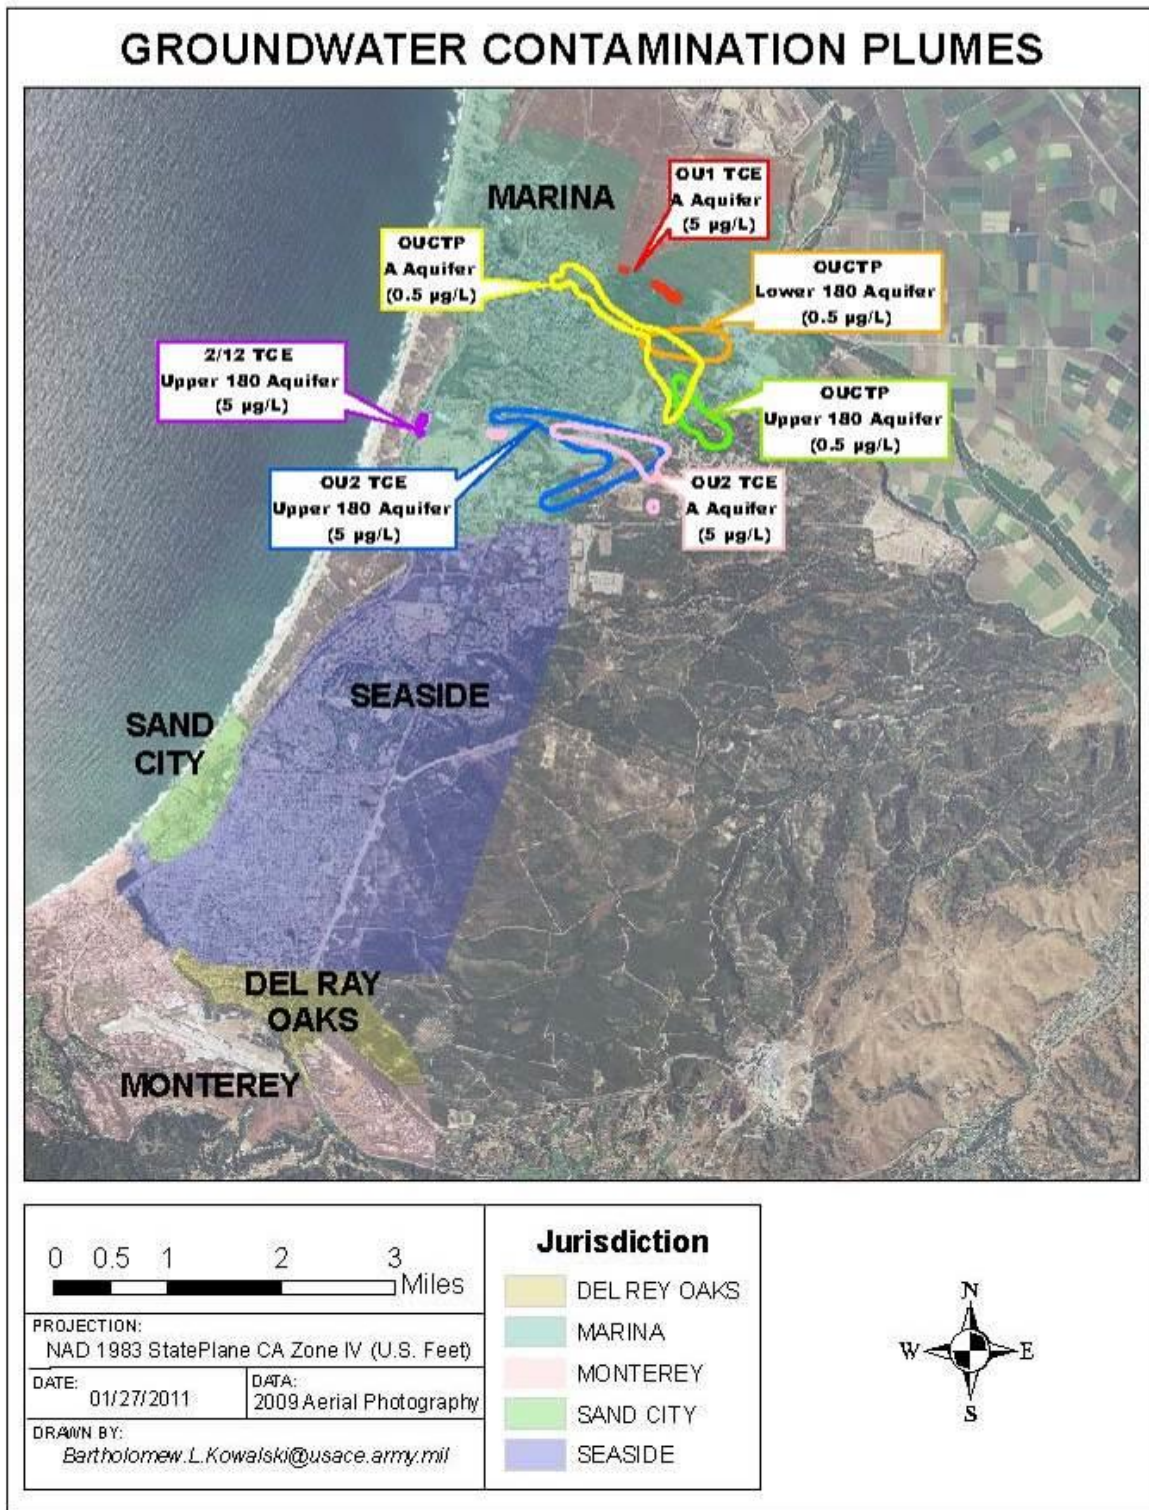 GROUNDWATER CONTAMINATION PLUMES
MARINA
OU1 TCE
A Aquifer
(5 µg/L)
OUCTP
A Aquifer
(0.5 µg/L)
OUCTP
Lower 180 Aquifer
(0.5 µg/L)
2/12 TCE
Upper 180 Aquifer
(5 µg/L)
OUCTP
Upper 180 Aquifer
(0.5 µg/L)
OU2 TCE
Upper 180 Aquifer
(5 µg/L)
OU2 TCE
A Aquifer
(5 µg/L)
SEASIDE
SAND
CITY
DEL RAY
OAKS
MONTEREY
0 0.5 1 2 3
Miles
PROJECTION:
NAD 1983 StatePlane CA Zone IV (U.S. Feet)
DATE:
01/27/2011
DATA:
2009 Aerial Photography
DRAWN BY:
Bartholomew.L.Kowalski@usace.army.mil
Jurisdiction
DEL REY OAKS
MARINA
MONTEREY
SAND CITY
SEASIDE
N
W E
S